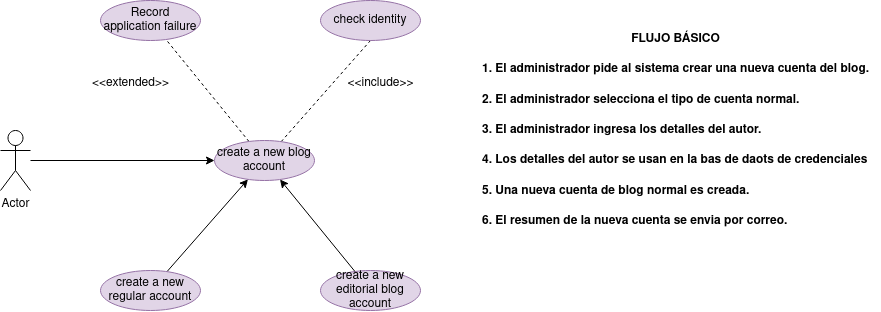 Record
application failure
check identity
<<extended>>
<<include>>
create a new blog
account
Actor
create a new
regular account
create a new
editorial blog
account
FLUJO BÁSICO
1. El administrador pide al sistema crear una nueva cuenta del blog.
2. El administrador selecciona el tipo de cuenta normal.
3. El administrador ingresa los detalles del autor.
4. Los detalles del autor se usan en la bas de daots de credenciales
5. Una nueva cuenta de blog normal es creada.
6. El resumen de la nueva cuenta se envia por correo.